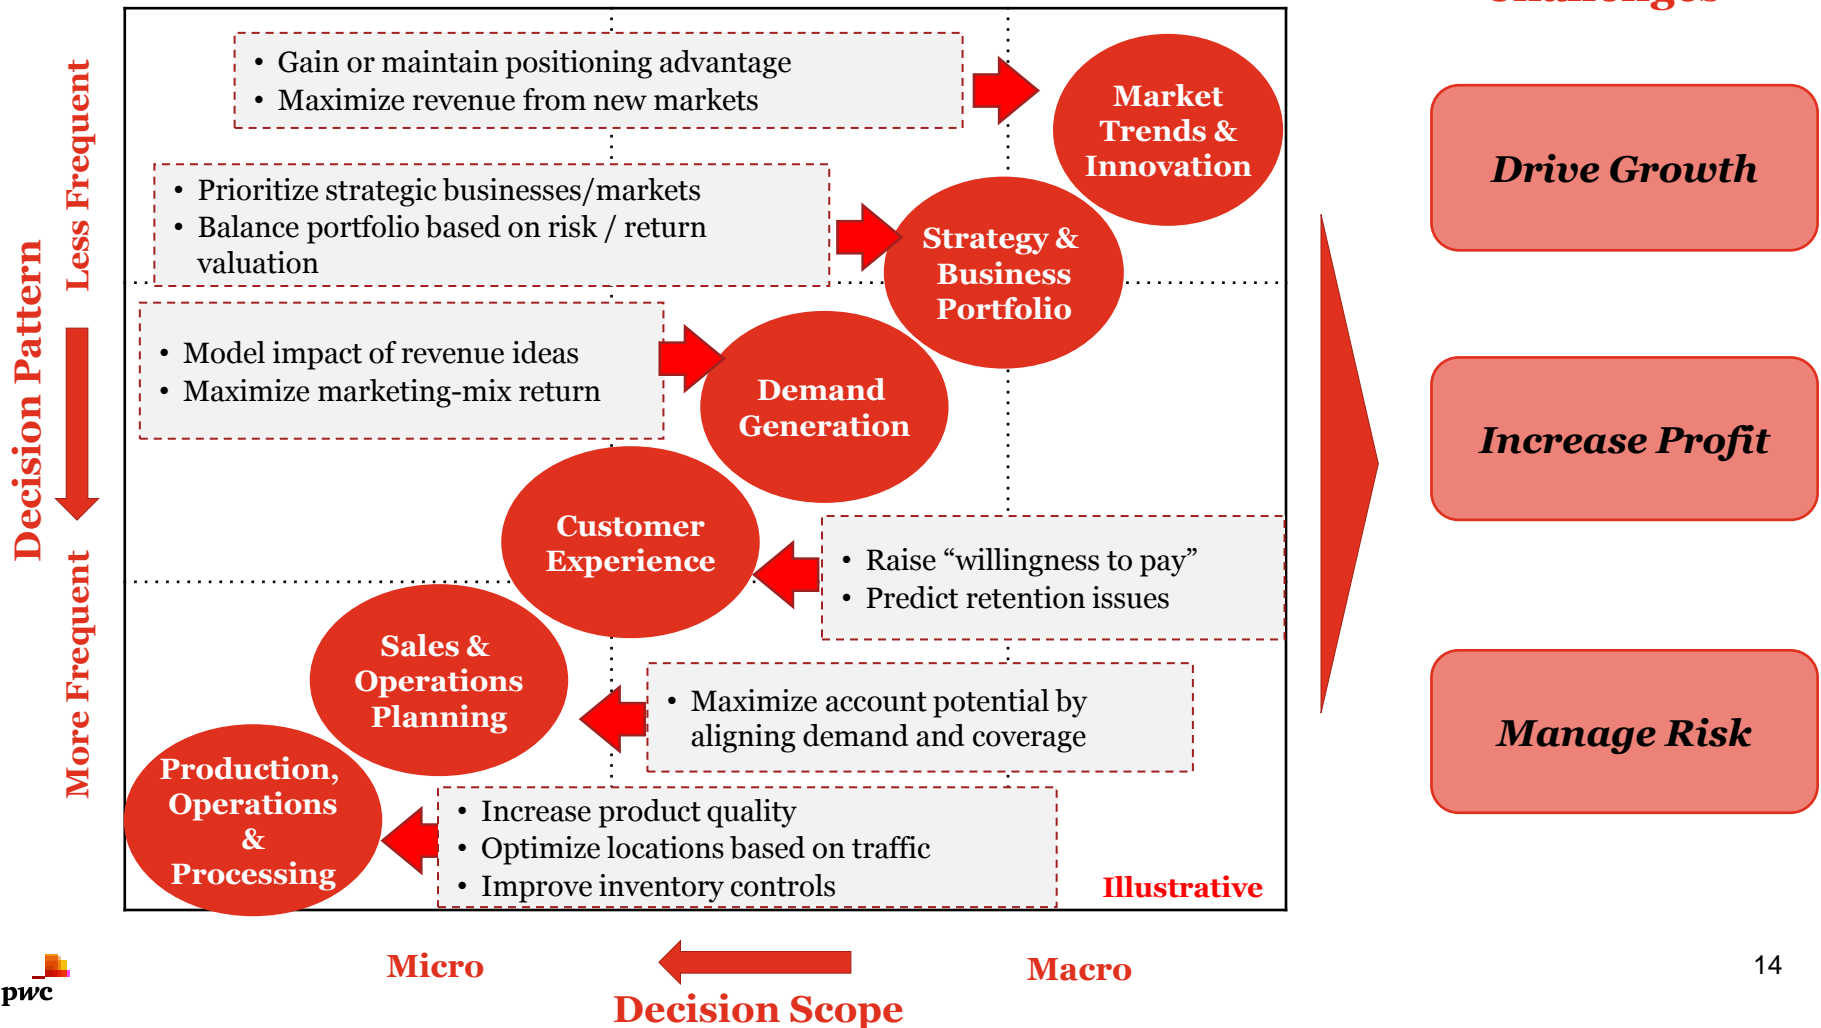 Challenges
• Gain or maintain positioning advantage
• Maximize revenue from new markets
Market
Trends &
Innovation
• Prioritize strategic businesses/markets
• Balance portfolio based on risk / return
valuation
Strategy &
Business
Portfolio
• Model impact of revenue ideas
• Maximize marketing-mix return
Demand
Generation
Customer
Experience
• Raise “willingness to pay”
• Predict retention issues
Sales &
Operations
Planning
• Maximize account potential by
aligning demand and coverage
Production,
Operations
&
Processing
• Increase product quality
• Optimize locations based on traffic
• Improve inventory controls
Illustrative
Decision Pattern
Less Frequent
More Frequent
Micro
Macro
Decision Scope
Drive Growth
Increase Profit
Manage Risk
pwc
14